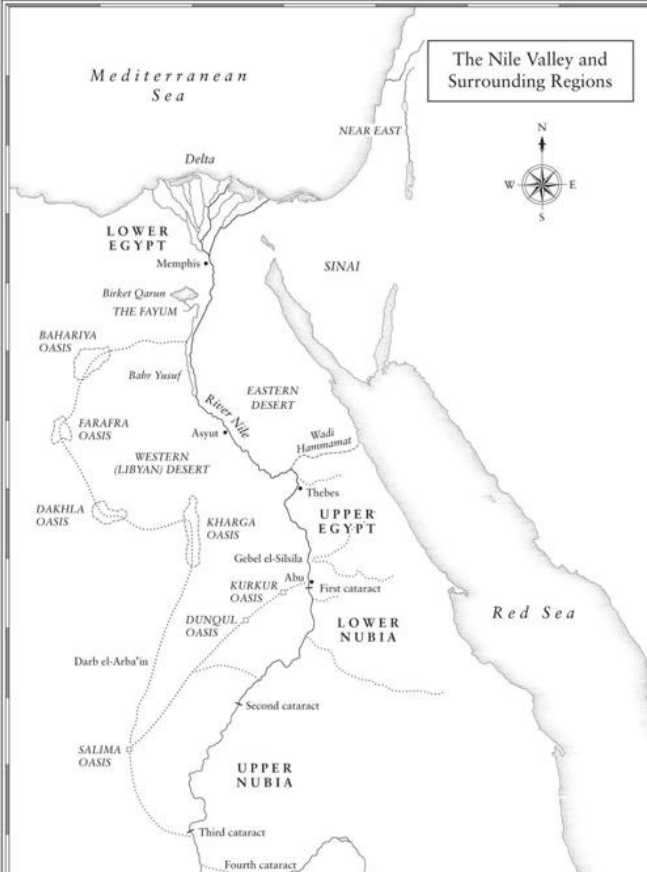 The Nile Valley and
Surrounding Regions
Mediterranean
Sea
NEAR EAST
N
W
E
S
Delta
LOWER
EGYPT
Memphis
SINAI
Birket Qarun
THE FAYUM
BAHARIYA
OASIS
Bahr Yusuf
EASTERN
DESERT
River Nile
FARAFRA
OASIS
Asyut
Wadi
Hammamat
WESTERN
(LIBYAN) DESERT
Thebes
DAKHLA
OASIS
KHARGA
OASIS
UPPER
EGYPT
Gebel el-Silsila
Abu
KURKUR
OASIS
First cataract
Red Sea
DUNQUL
OASIS
LOWER
NUBIA
Darb el-Arba'in
Second cataract
SALIMA
OASIS
UPPER
NUBIA
Third cataract
Fourth cataract